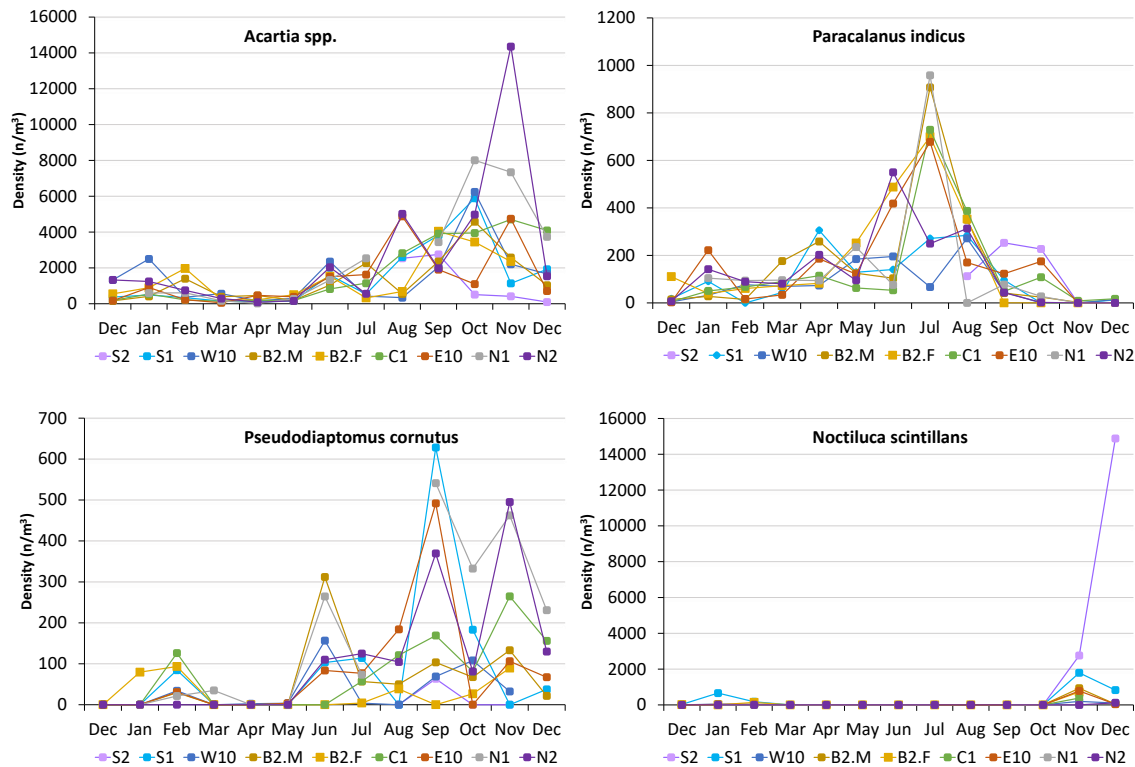 Acartia spp.
Density (n/m³)
16000
14000
12000
10000
8000
6000
4000
2000
0
Dec Jan Feb Mar Apr May Jun Jul Aug Sep Oct Nov Dec
S2 S1 W10 B2.M B2.F C1 E10 N1 N2
Paracalanus indicus
Density (n/m³)
1200
1000
800
600
400
200
0
Dec Jan Feb Mar Apr May Jun Jul Aug Sep Oct Nov Dec
S2 S1 W10 B2.M B2.F C1 E10 N1 N2
Pseudodiaptomus cornutus
Density (n/m³)
700
600
500
400
300
200
100
0
Dec Jan Feb Mar Apr May Jun Jul Aug Sep Oct Nov Dec
S2 S1 W10 B2.M B2.F C1 E10 N1 N2
Noctiluca scintillans
Density (n/m³)
16000
14000
12000
10000
8000
6000
4000
2000
0
Dec Jan Feb Mar Apr May Jun Jul Aug Sep Oct Nov Dec
S2 S1 W10 B2.M B2.F C1 E10 N1 N2